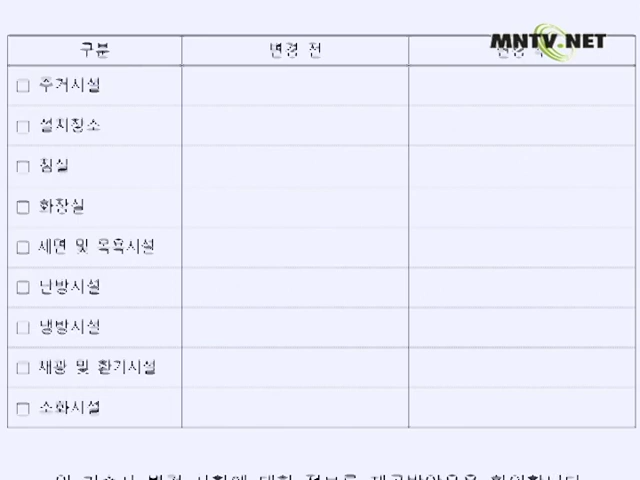 MNTV.NET
구분 변경 전
□ 주거시설
□ 설치장소
□ 침실
□ 화장실
□ 세면 및 목욕시설
□ 난방시설
□ 냉방시설
□ 채광 및 환기시설
□ 소화시설